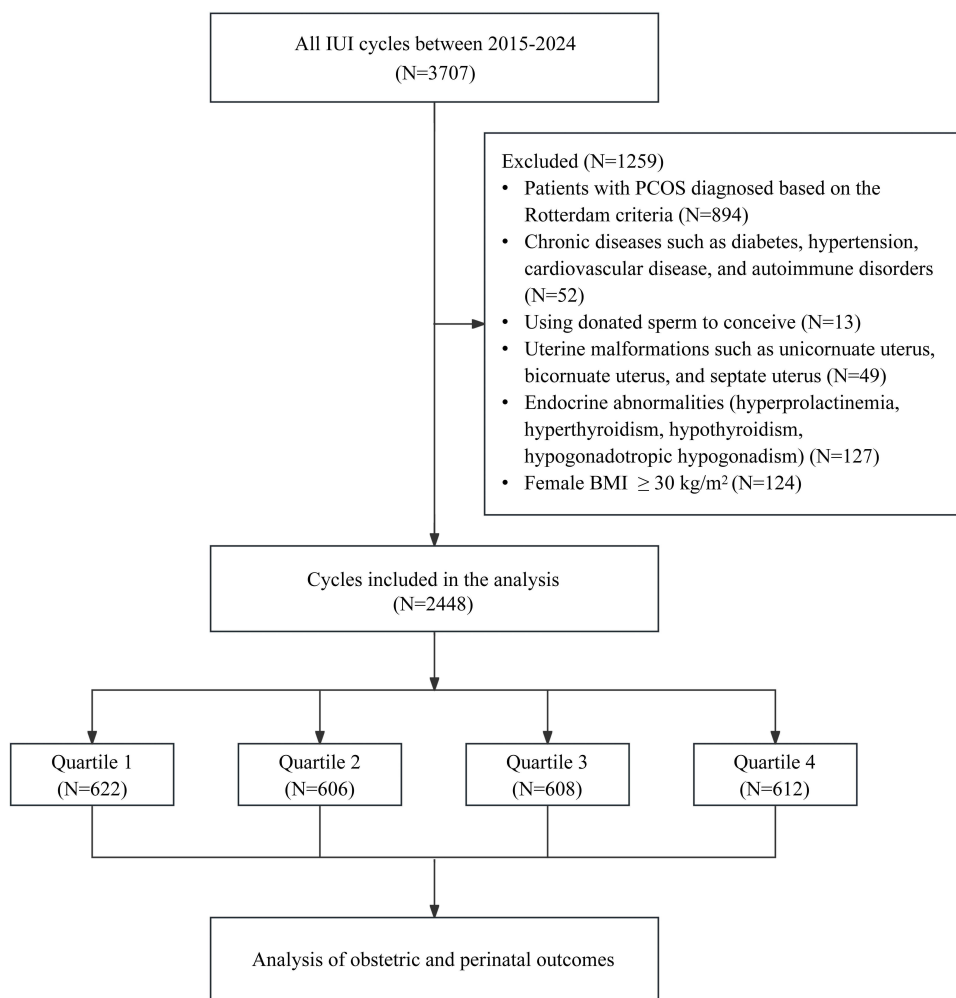 All IUI cycles between 2015-2024
(N=3707)
Excluded (N=1259)
• Patients with PCOS diagnosed based on the
Rotterdam criteria (N=894)
• Chronic diseases such as diabetes, hypertension,
cardiovascular disease, and autoimmune disorders
(N=52)
• Using donated sperm to conceive (N=13)
• Uterine malformations such as unicornuate uterus,
bicornuate uterus, and septate uterus (N=49)
• Endocrine abnormalities (hyperprolactinemia,
hyperthyroidism, hypothyroidism,
hypogonadotropic hypogonadism) (N=127)
• Female BMI ≥ 30 kg/m² (N=124)
Cycles included in the analysis
(N=2448)
Quartile 1
(N=622)
Quartile 2
(N=606)
Quartile 3
(N=608)
Quartile 4
(N=612)
Analysis of obstetric and perinatal outcomes